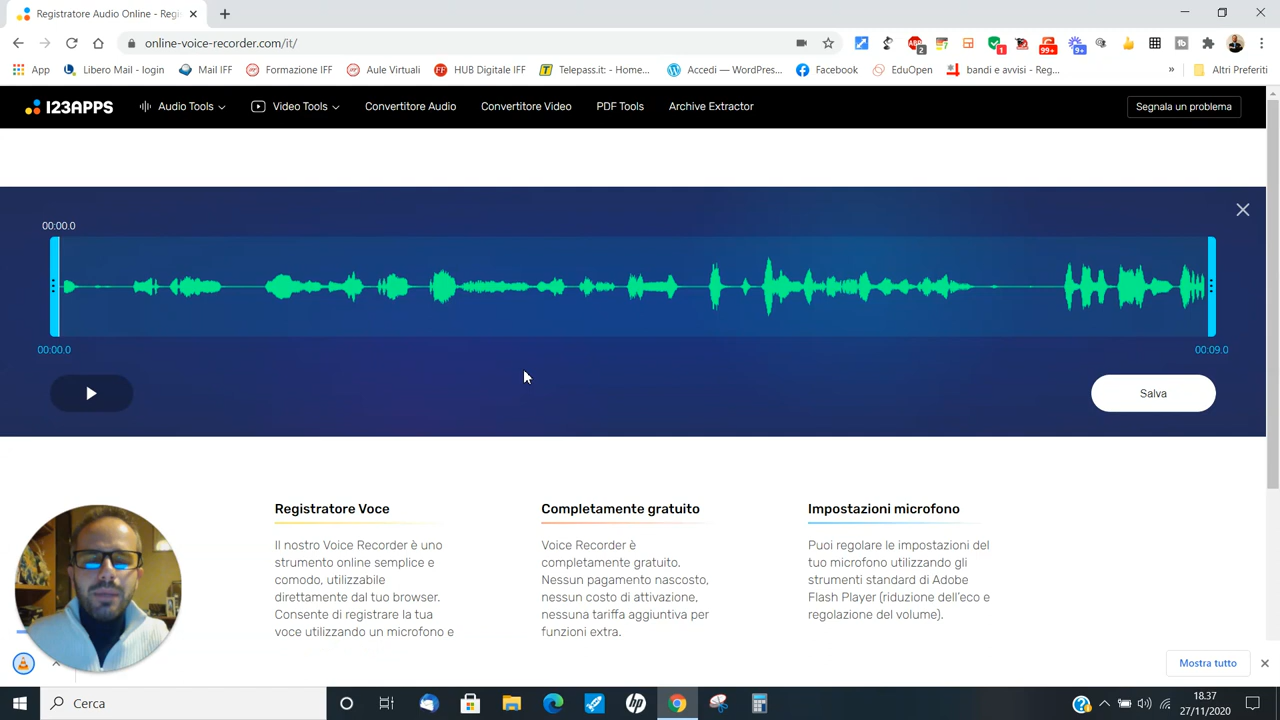 Registratore Audio Online - Regi
online-voice-recorder.com/it/
2
7
1
99+
9+
App
Libero Mail - login
Mail IFF
Formazione IFF
Aule Virtuali
HUB Digitale IFF
Telepass.it: - Home...
Accedi — WordPres...
Facebook
EduOpen
bandi e avvisi - Reg...
»
Altri Preferiti
123APPS
Audio Tools
Video Tools
Convertitore Audio
Convertitore Video
PDF Tools
Archive Extractor
Segnala un problema
00:00.0
00:00.0
00:09.0
Salva
Registratore Voce
Il nostro Voice Recorder è uno
strumento online semplice e
comodo, utilizzabile
direttamente dal tuo browser.
Consente di registrare la tua
voce utilizzando un microfono e
Completamente gratuito
Voice Recorder è
completamente gratuito.
Nessun pagamento nascosto,
nessun costo di attivazione,
nessuna tariffa aggiuntiva per
funzioni extra.
Impostazioni microfono
Puoi regolare le impostazioni del
tuo microfono utilizzando gli
strumenti standard di Adobe
Flash Player (riduzione dell'eco e
regolazione del volume).
Mostra tutto
Cerca
18.37
27/11/2020